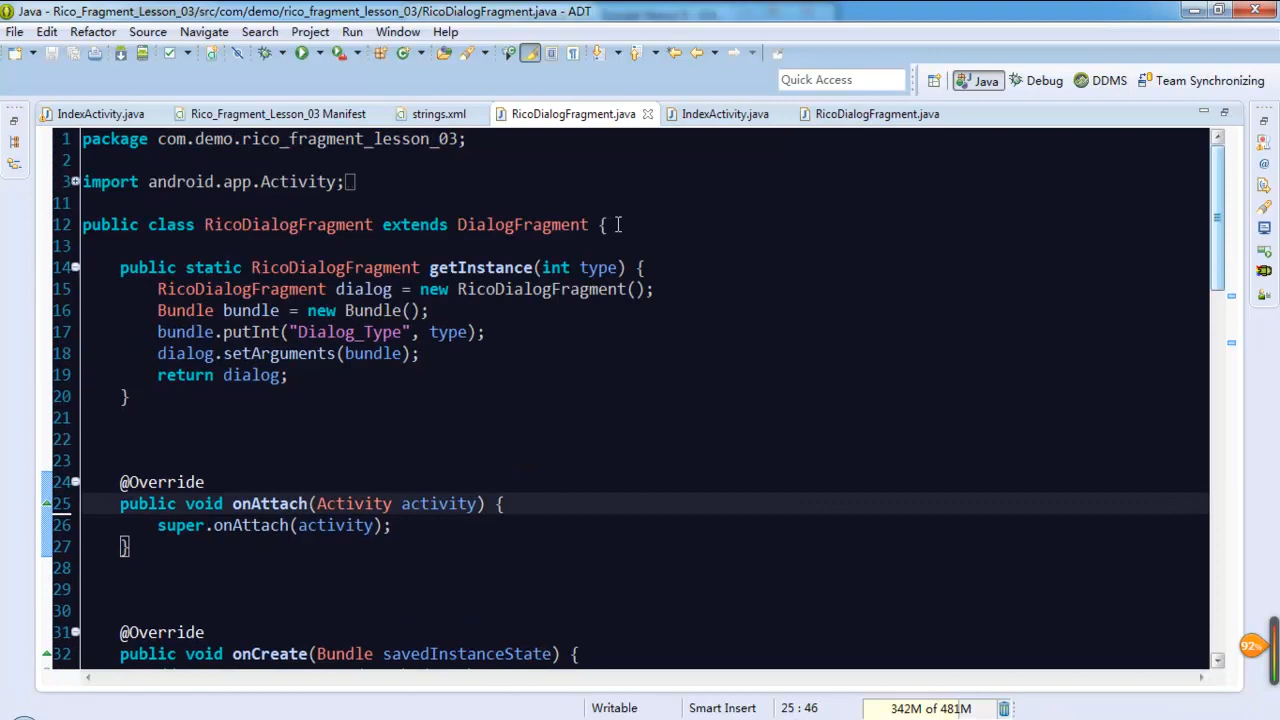 Java - Rico_Fragment_Lesson_03/src/com/demo/rico_fragment_lesson_03/RicoDialogFragment.java - ADT
File Edit Refactor Source Navigate Search Project Run Window Help
Quick Access Java Debug DDMS Team Synchronizing
IndexActivity.java Rico_Fragment_Lesson_03 Manifest strings.xml RicoDialogFragment.java IndexActivity.java RicoDialogFragment.java
1 package com.demo.rico_fragment_lesson_03;
2
3 import android.app.Activity;
11
12 public class RicoDialogFragment extends DialogFragment {
13
14 public static RicoDialogFragment getInstance(int type) {
15 RicoDialogFragment dialog = new RicoDialogFragment();
16 Bundle bundle = new Bundle();
17 bundle.putInt("Dialog_Type", type);
18 dialog.setArguments(bundle);
19 return dialog;
20 }
21
22
23
24 @Override
25 public void onAttach(Activity activity) {
26 super.onAttach(activity);
27 }
28
29
30
31 @Override
32 public void onCreate(Bundle savedInstanceState) {
92%
Writable Smart Insert 25 : 46 342M of 481M